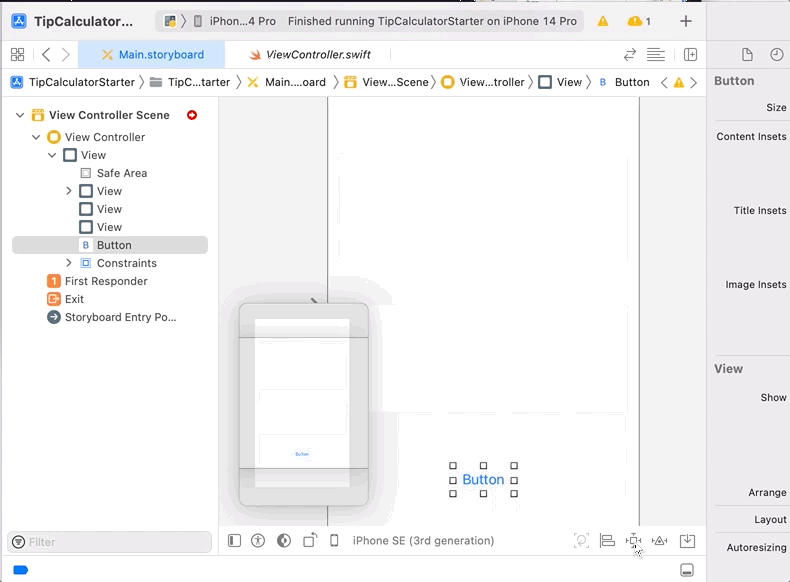 TipCalculator...
iPhon...4 Pro
Finished running TipCalculatorStarter on iPhone 14 Pro
1
Main.storyboard
ViewController.swift
TipCalculatorStarter
TipC...tarter
Main....oard
View...Scene
View...troller
View
B
Button
View Controller Scene
View Controller
View
Safe Area
View
View
View
B
Button
Constraints
1
First Responder
Exit
Storyboard Entry Po...
Filter
Button
Button
iPhone SE (3rd generation)
Button
Size
Content Insets
Title Insets
Image Insets
View
Show
Arrange
Layout
Autoresizing